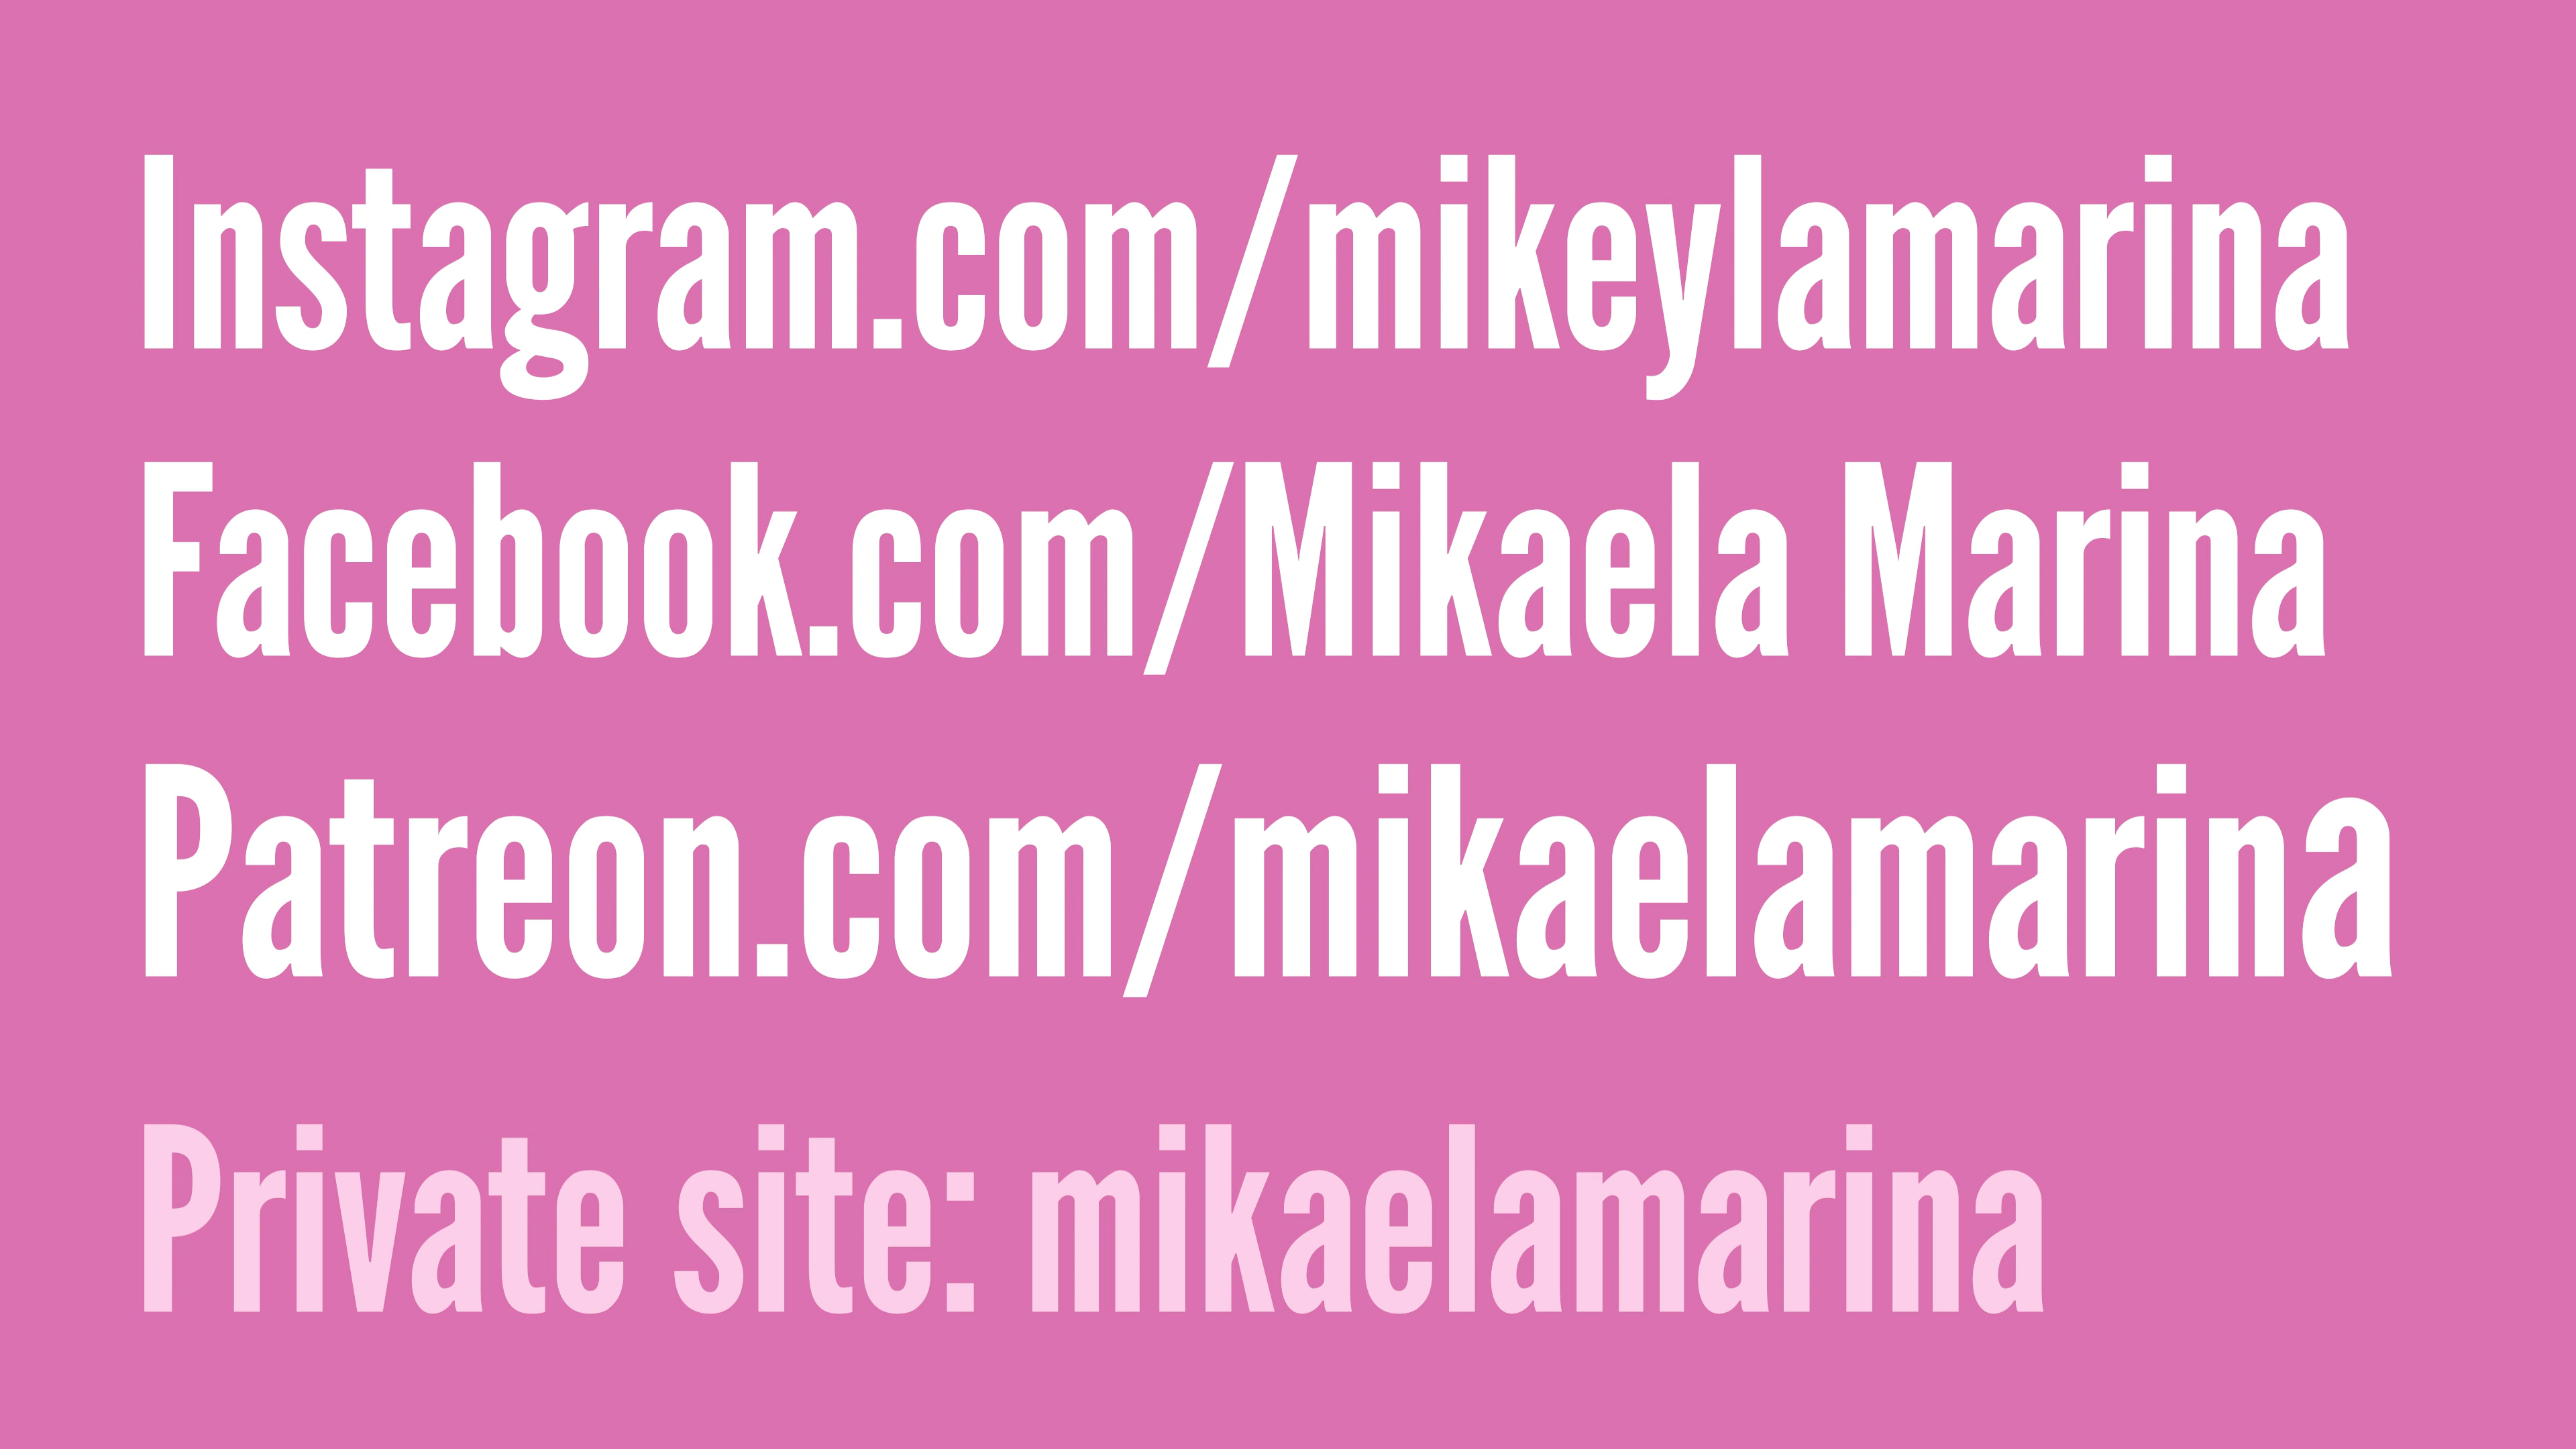 Instagram.com/mikeylamarina
Facebook.com/Mikaela Marina
Patreon.com/mikaelamarina
Private site: mikaelamarina